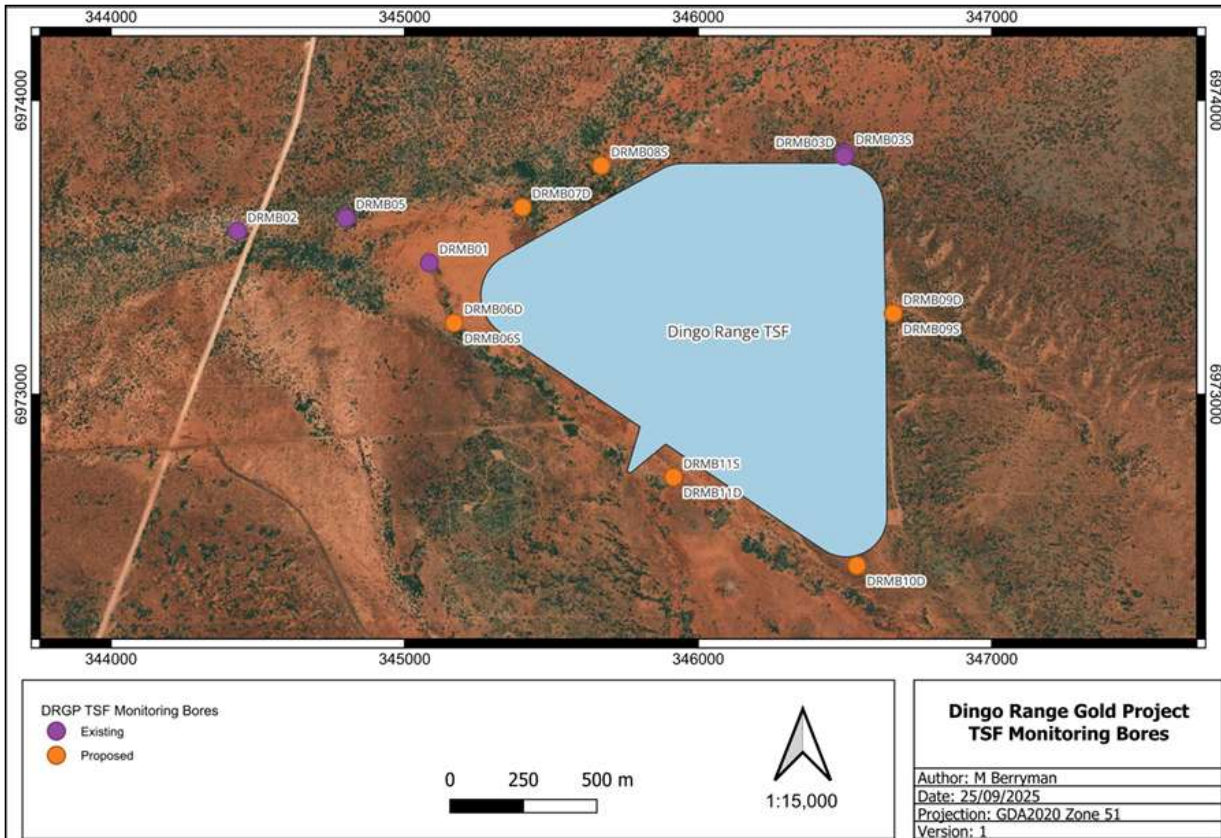 344000 345000 346000 347000
6974000 6974000
DRMB08S
DRMB03D DRMB03S
DRMB07D
DRMB02
DRMB05
DRMB01
DRMB06D
DRMB06S
DRMB09D
DRMB09S
Dingo Range TSF
6973000 6973000
DRMB11S
DRMB11D
DRMB10D
344000 345000 346000 347000
DRGP TSF Monitoring Bores
Existing
Proposed
0 250 500 m
1:15,000
Dingo Range Gold Project
TSF Monitoring Bores
Author: M Berryman
Date: 25/09/2025
Projection: GDA2020 Zone 51
Version: 1